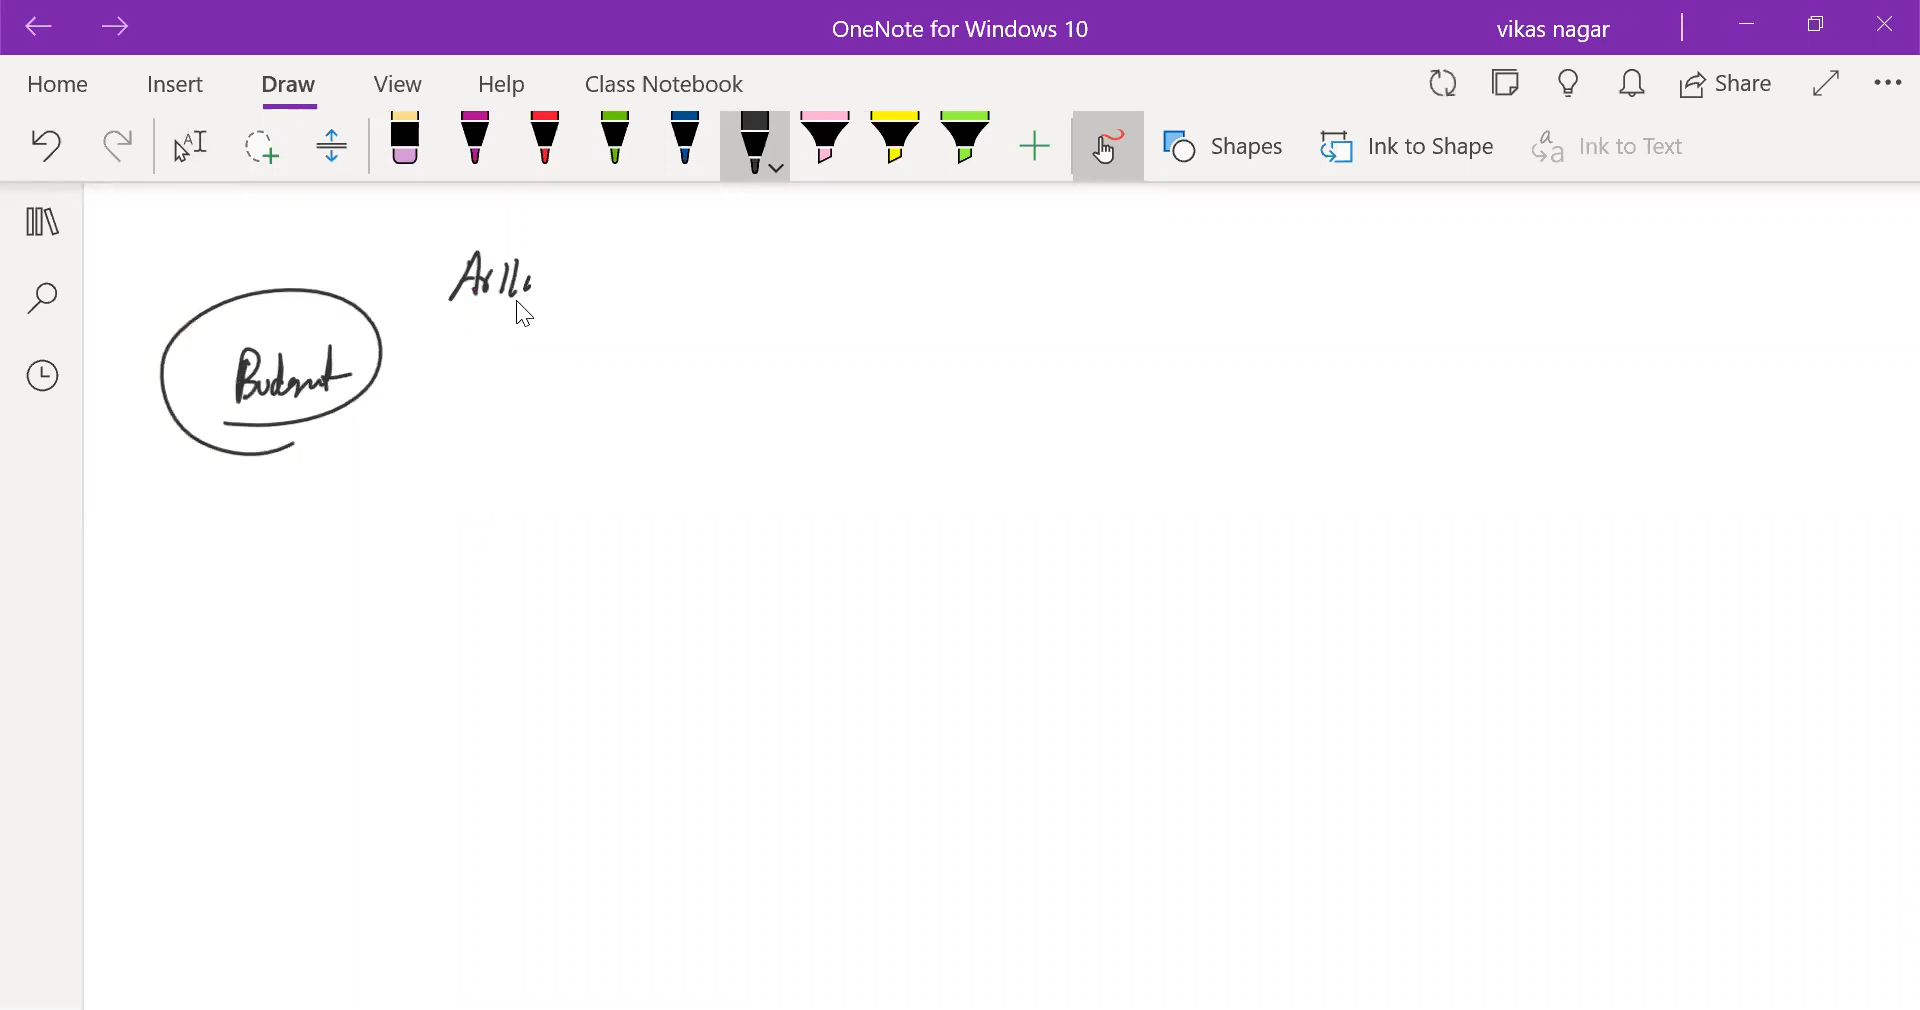 OneNote for Windows 10
vikas nagar
Home Insert Draw View Help Class Notebook Share
Shapes Ink to Shape Ink to Text
Budget